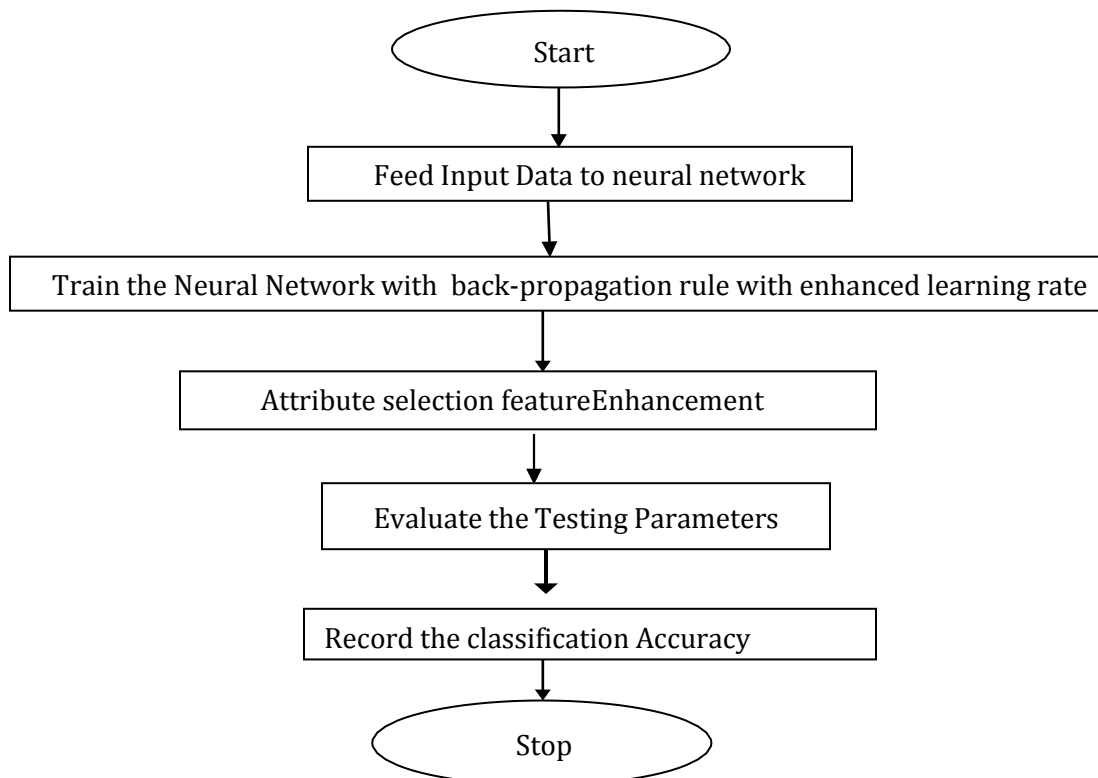 Start
Feed Input Data to neural network
Train the Neural Network with  back-propagation rule with enhanced learning rate
Attribute selection featureEnhancement
Evaluate the Testing Parameters
Record the classification Accuracy
Stop